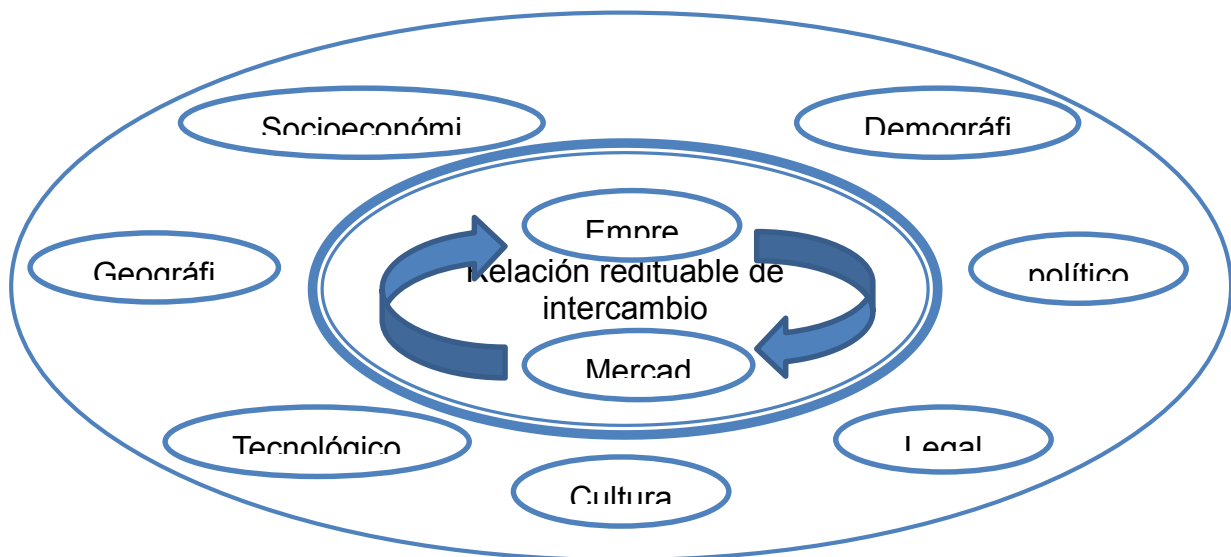 Socioeconómi
Demográfi
Empre
Geográfi
Relación redituable de
político
intercambio
Mercad
Tecnológico
Legal
Cultura